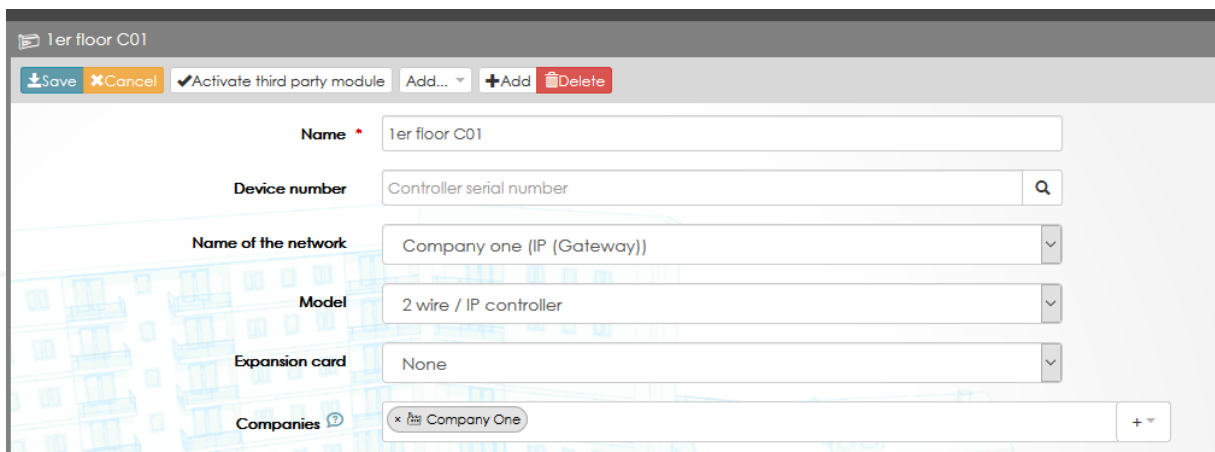 1er floor C01
Save Cancel Activate third party module Add... Add Delete
Name * 1er floor C01
Device number Controller serial number
Name of the network Company one (IP (Gateway))
Model 2 wire / IP controller
Expansion card None
Companies ? × Company One +